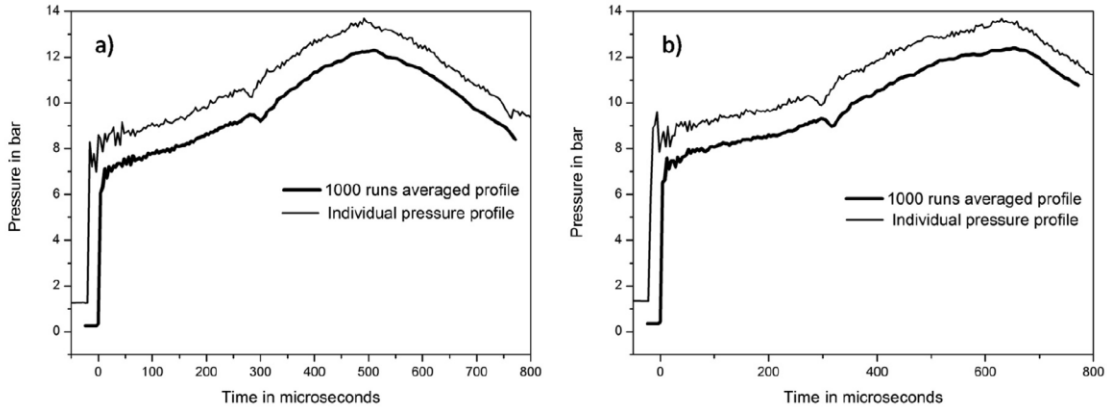 a)
14
12
10
8
6
4
2
0
Pressure in bar
1000 runs averaged profile
Individual pressure profile
0 100 200 300 400 500 600 700 800
Time in microseconds
b)
14
12
10
8
6
4
2
0
Pressure in bar
1000 runs averaged profile
Individual pressure profile
0 200 400 600 800
Time in microseconds